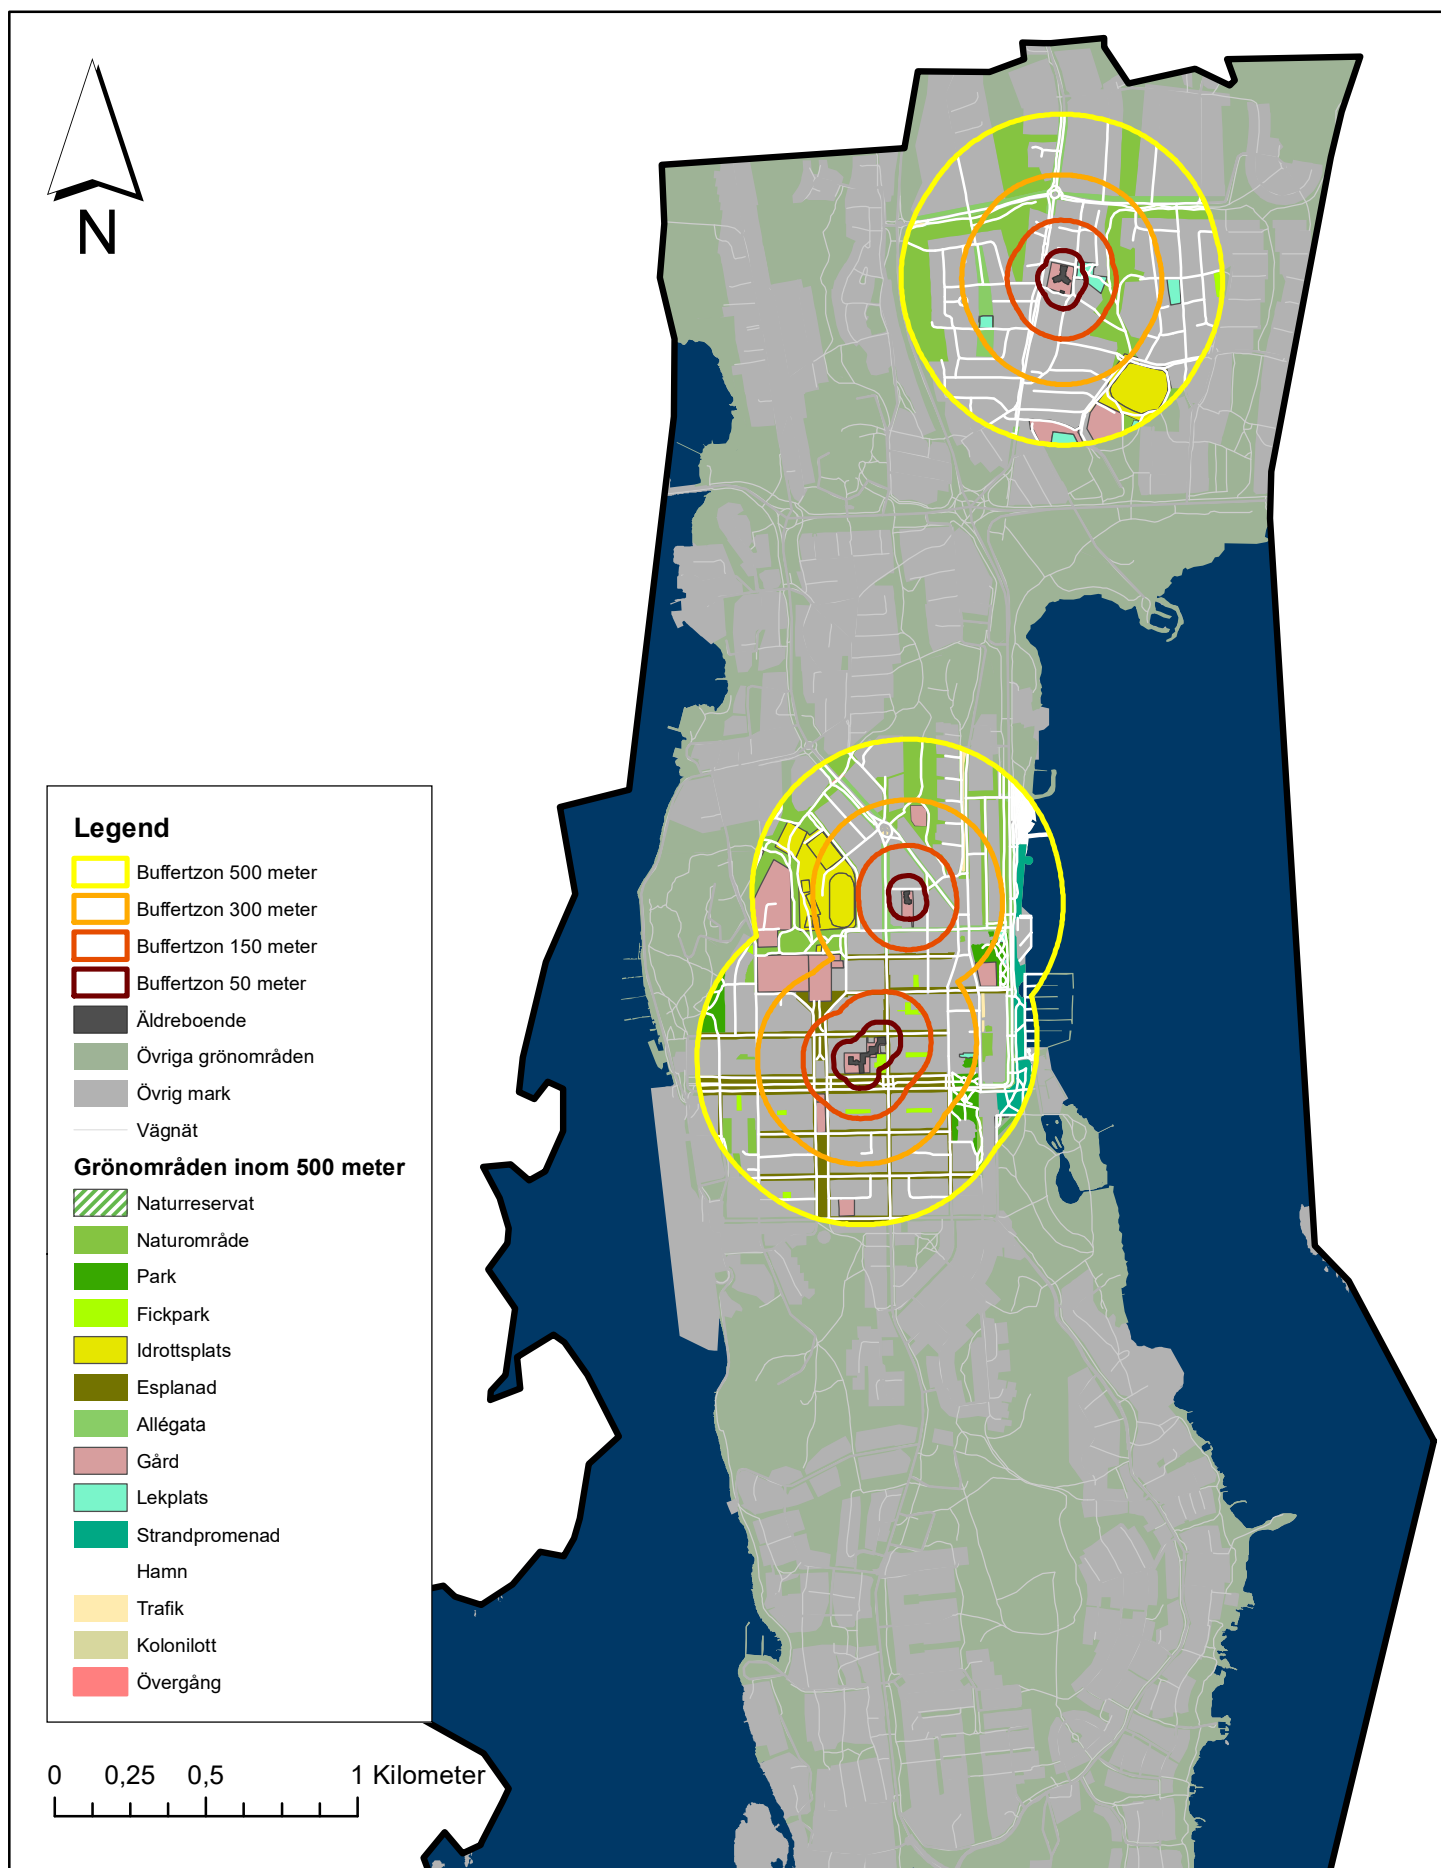 N
Legend
Buffertzon 500 meter
Buffertzon 300 meter
Buffertzon 150 meter
Buffertzon 50 meter
Äldreboende
Övriga grönområden
Övrig mark
Vägnät
Grönområden inom 500 meter
Naturreservat
Naturområde
Park
Fickpark
Idrottsplats
Esplanad
Allégata
Gård
Lekplats
Strandpromenad
Hamn
Trafik
Kolonilott
Övergång
0 0,25 0,5 1 Kilometer